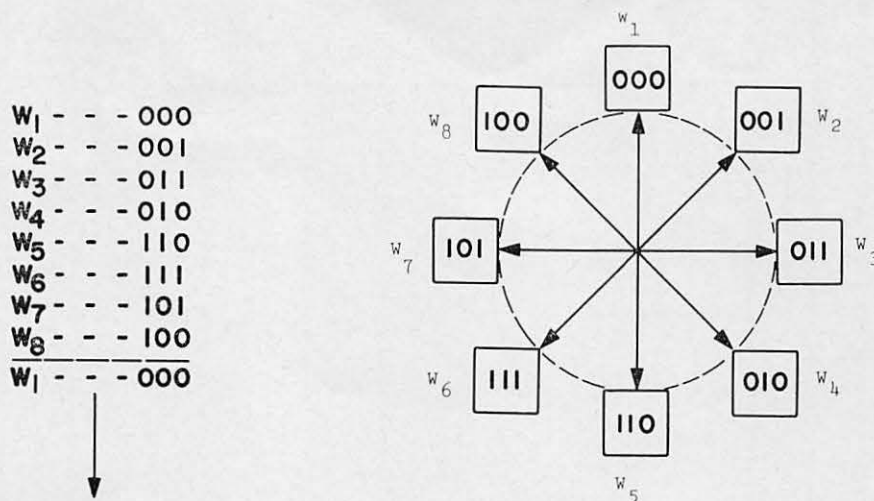 W1 - - - 000
W2 - - - 001
W3 - - - 011
W4 - - - 010
W5 - - - 110
W6 - - - 111
W7 - - - 101
W8 - - - 100
W1 - - - 000
w1
000
W8 100
001 W2
W7 101
011 W3
W6 111
010 W4
110
W5